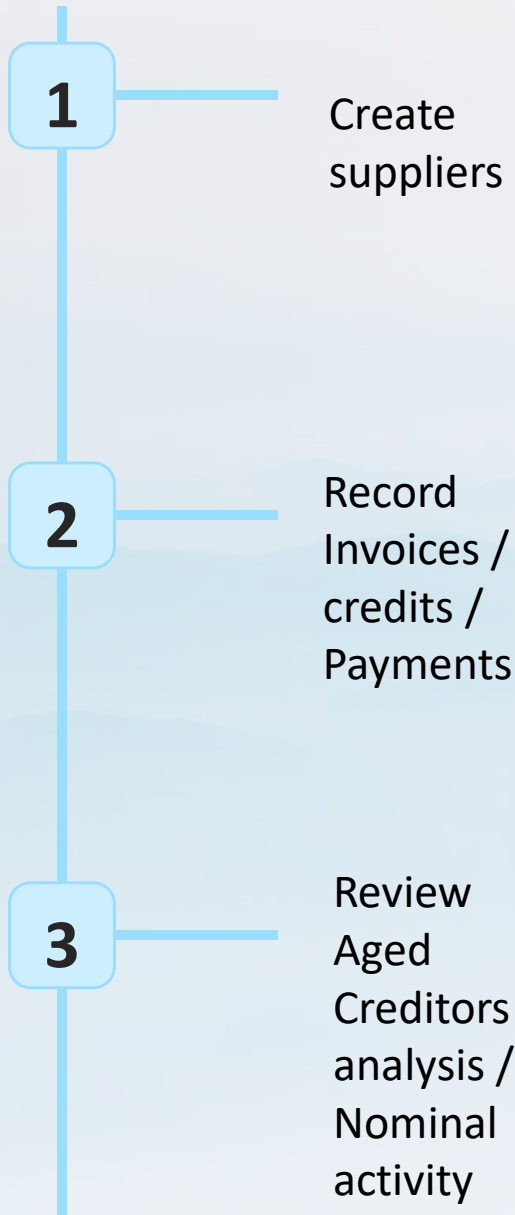 1
Create
suppliers
2
Record
Invoices /
credits /
Payments
3
Review
Aged
Creditors
analysis /
Nominal
activity